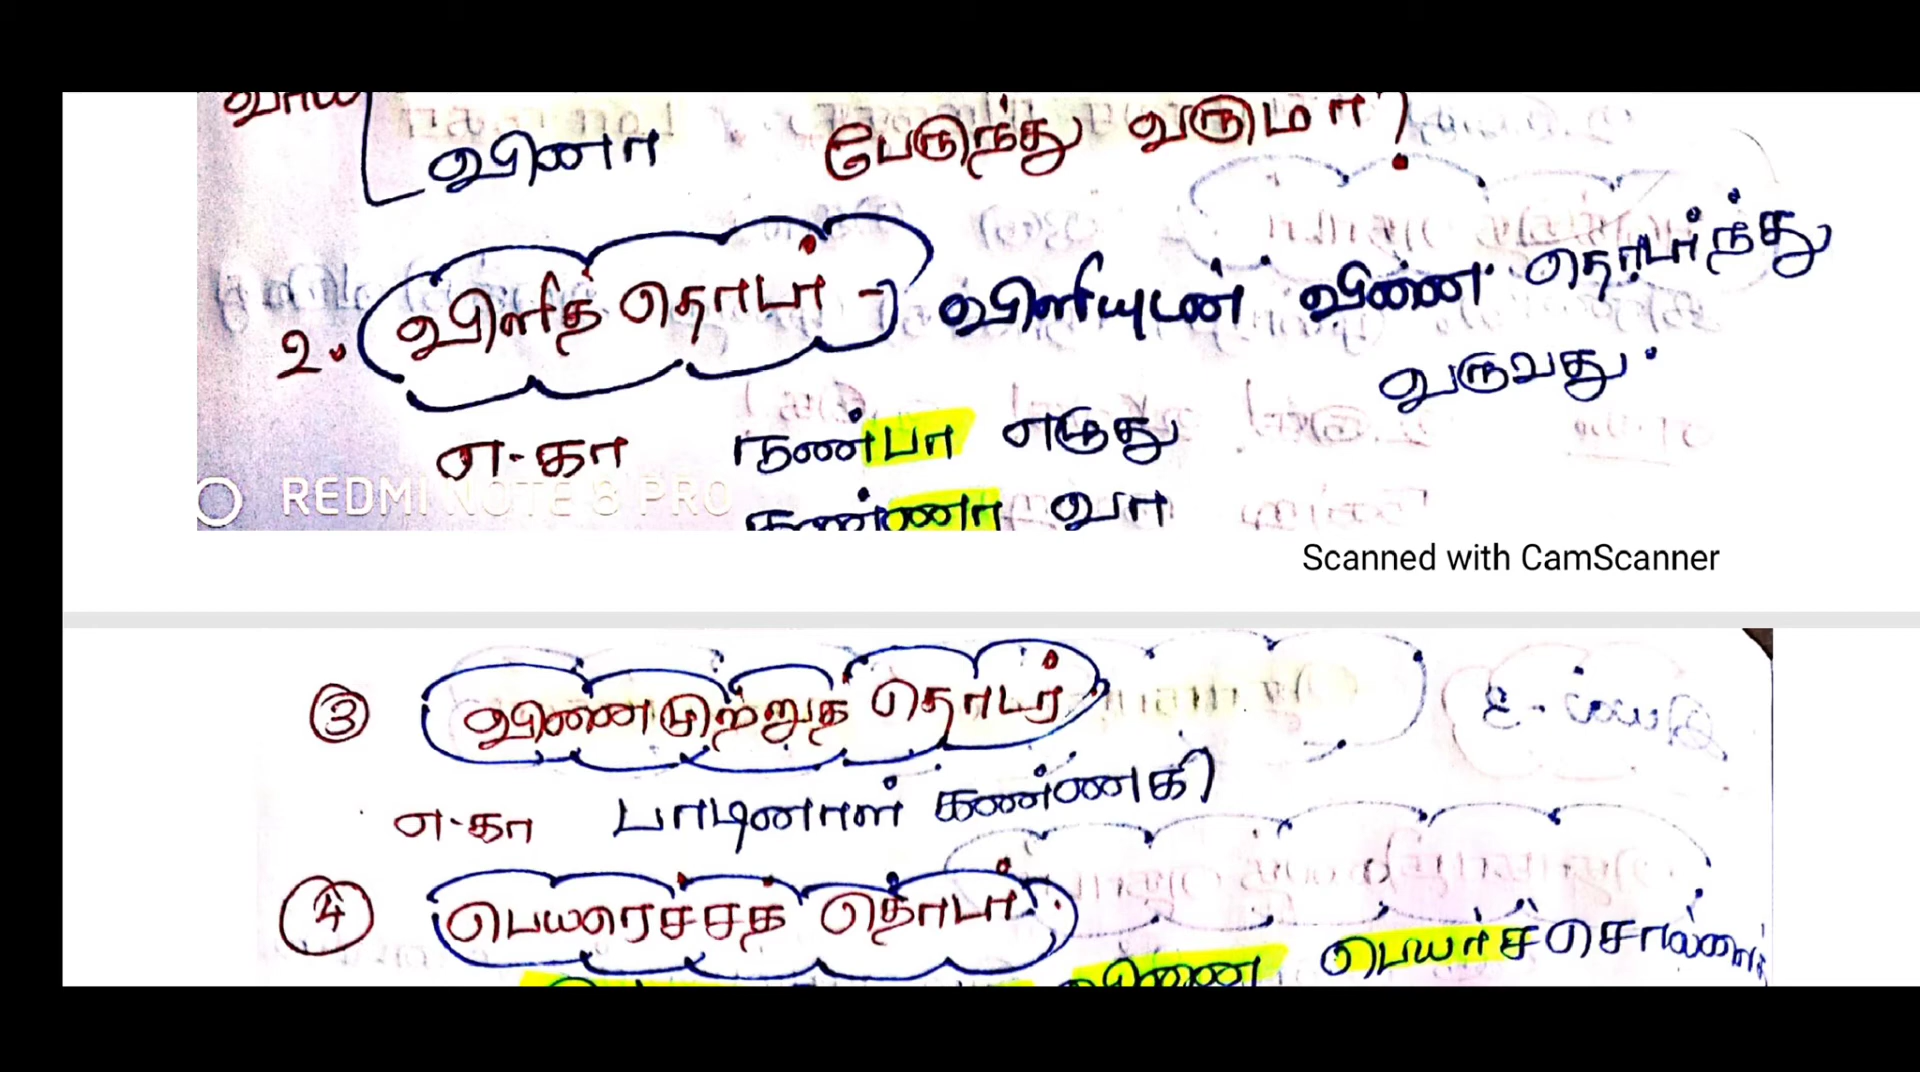 வினா பேருந்து வருமா?
2. விளித் தொடர் - விளியுடன் வினை தொடர்ந்து
வருவது.
எ-கா நண்பா எழுது
REDMI NOTE 8 PRO
கண்ணா வா
Scanned with CamScanner
3 வினைமுற்றுத் தொடர்
எ-கா பாடினாள் கண்ணகி
4 பெயரெச்சத் தொடர்
பெயர்ச்சொல்லை